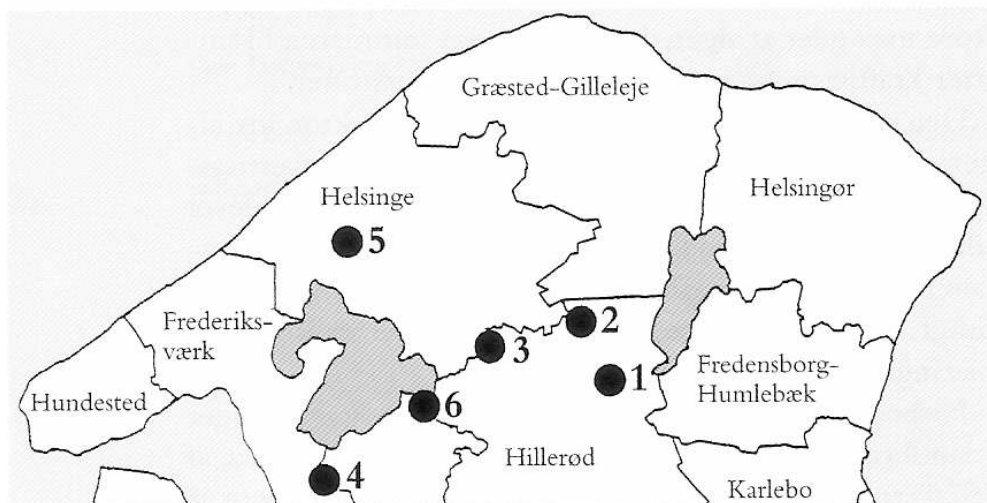 Græsted-Gilleleje
Helsinge
Helsingør
5
Frederiks-
værk
2
3
Fredensborg-
Humlebæk
1
Hundested
6
Hillerød
4
Karlebo